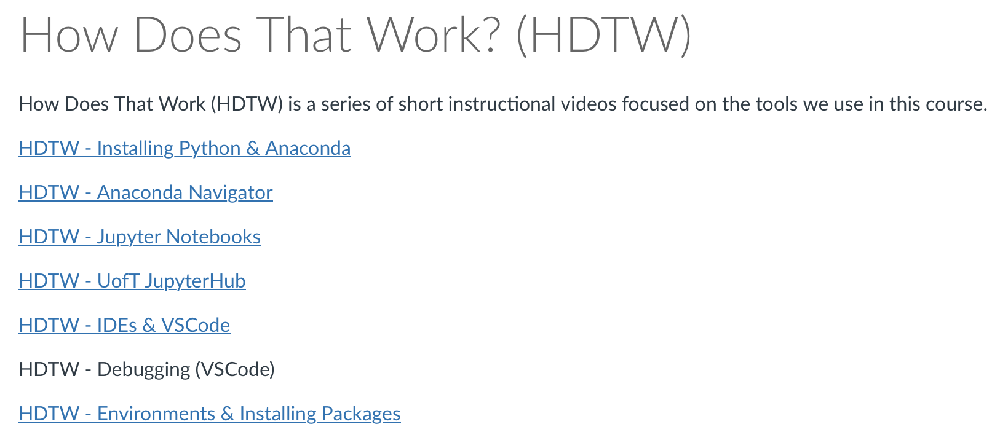 How Does That Work? (HDTW)
How Does That Work (HDTW) is a series of short instructional videos focused on the tools we use in this course.
HDTW - Installing Python & Anaconda
HDTW - Anaconda Navigator
HDTW - Jupyter Notebooks
HDTW - UofT JupyterHub
HDTW - IDEs & VSCode
HDTW - Debugging (VSCode)
HDTW - Environments & Installing Packages